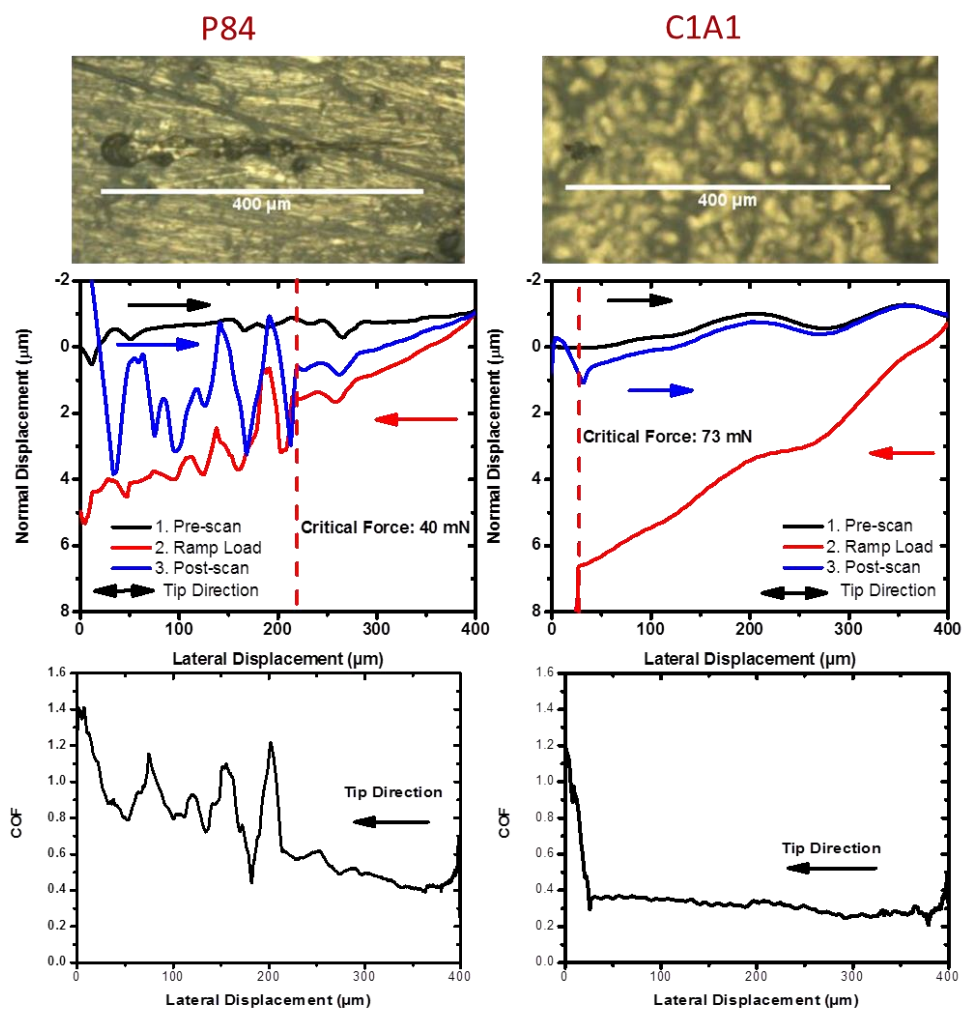 P84
C1A1
400 µm
400 µm
-2
0
2
4
6
8
Normal Displacement (µm)
Critical Force: 40 mN
1. Pre-scan
2. Ramp Load
3. Post-scan
Tip Direction
0
100
200
300
400
Lateral Displacement (µm)
-2
0
2
4
6
8
Normal Displacement (µm)
Critical Force: 73 mN
1. Pre-scan
2. Ramp Load
3. Post-scan
Tip Direction
0
100
200
300
400
Lateral Displacement (µm)
1.6
1.4
1.2
1.0
0.8
0.6
0.4
0.2
0.0
COF
Tip Direction
0
100
200
300
400
Lateral Displacement (µm)
1.6
1.4
1.2
1.0
0.8
0.6
0.4
0.2
0.0
COF
Tip Direction
0
100
200
300
400
Lateral Displacement (µm)